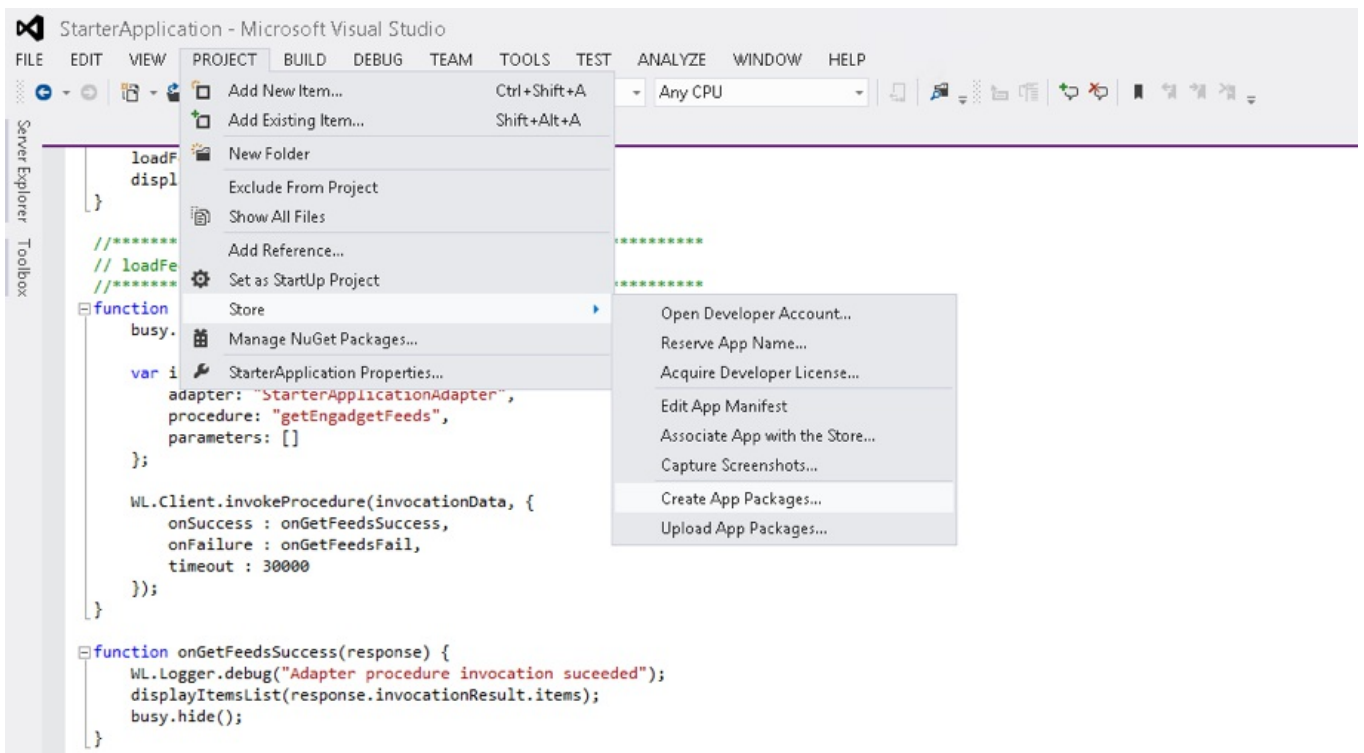 StarterApplication - Microsoft Visual Studio
FILE EDIT VIEW PROJECT BUILD DEBUG TEAM TOOLS TEST ANALYZE WINDOW HELP
Add New Item... Ctrl+Shift+A
Any CPU
Add Existing Item... Shift+Alt+A
Server Explorer
Toolbox
New Folder
Exclude From Project
Show All Files
Add Reference...
Set as StartUp Project
Store
Manage NuGet Packages...
StarterApplication Properties...
Open Developer Account...
Reserve App Name...
Acquire Developer License...
Edit App Manifest
Associate App with the Store...
Capture Screenshots...
Create App Packages...
Upload App Packages...
loadF
displ
}
//******* **********
// loadFe
//******* **********
function
busy.
var i
adapter: "StarterApplicationAdapter",
procedure: "getEngadgetFeeds",
parameters: []
};
WL.Client.invokeProcedure(invocationData, {
onSuccess : onGetFeedsSuccess,
onFailure : onGetFeedsFail,
timeout : 30000
});
}
function onGetFeedsSuccess(response) {
WL.Logger.debug("Adapter procedure invocation suceeded");
displayItemsList(response.invocationResult.items);
busy.hide();
}